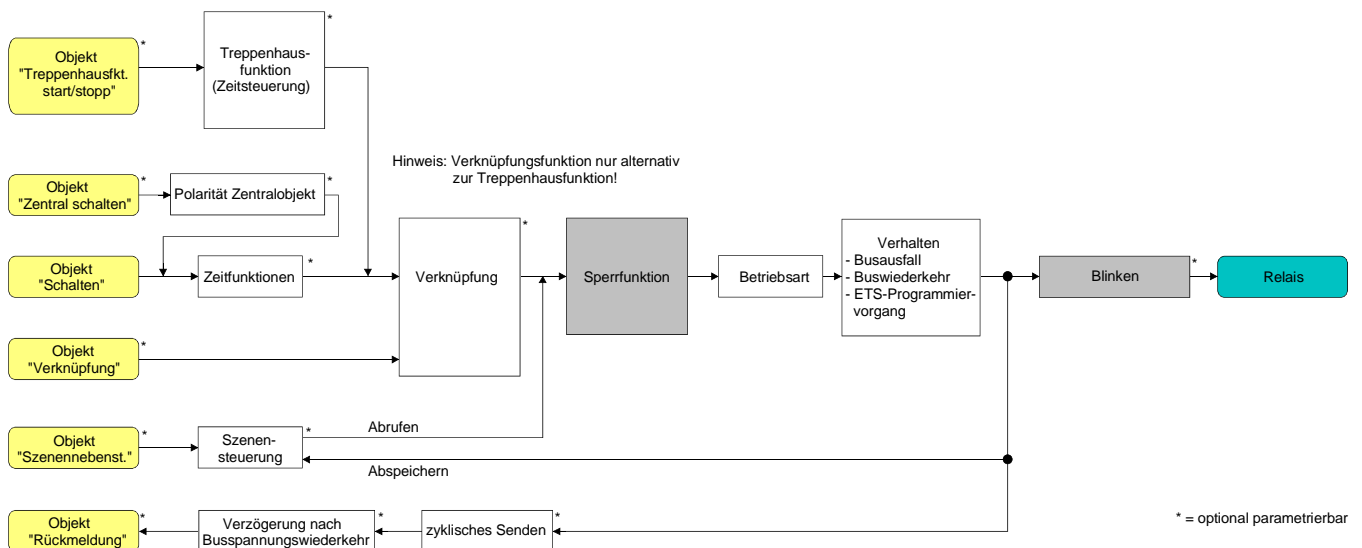 *
*
Objekt
"Treppenhausfkt.
start/stopp"
Treppenhaus-
funktion
(Zeitsteuerung)
Hinweis: Verknüpfungsfunktion nur alternativ
zur Treppenhausfunktion!
*
*
Objekt
"Zentral schalten"
Polarität Zentralobjekt
*
*
Objekt
"Schalten"
Zeitfunktionen
*
Verknüpfung
Sperrfunktion
Betriebsart
Verhalten
- Busausfall
- Buswiederkehr
- ETS-Programmier-
vorgang
*
Blinken
Relais
*
Objekt
"Verknüpfung"
*
*
Objekt
"Szenennebenst."
Szenen-
steuerung
Abrufen
Abspeichern
*
*
*
Objekt
"Rückmeldung"
Verzögerung nach
Busspannungswiederkehr
zyklisches Senden
* = optional parametrierbar